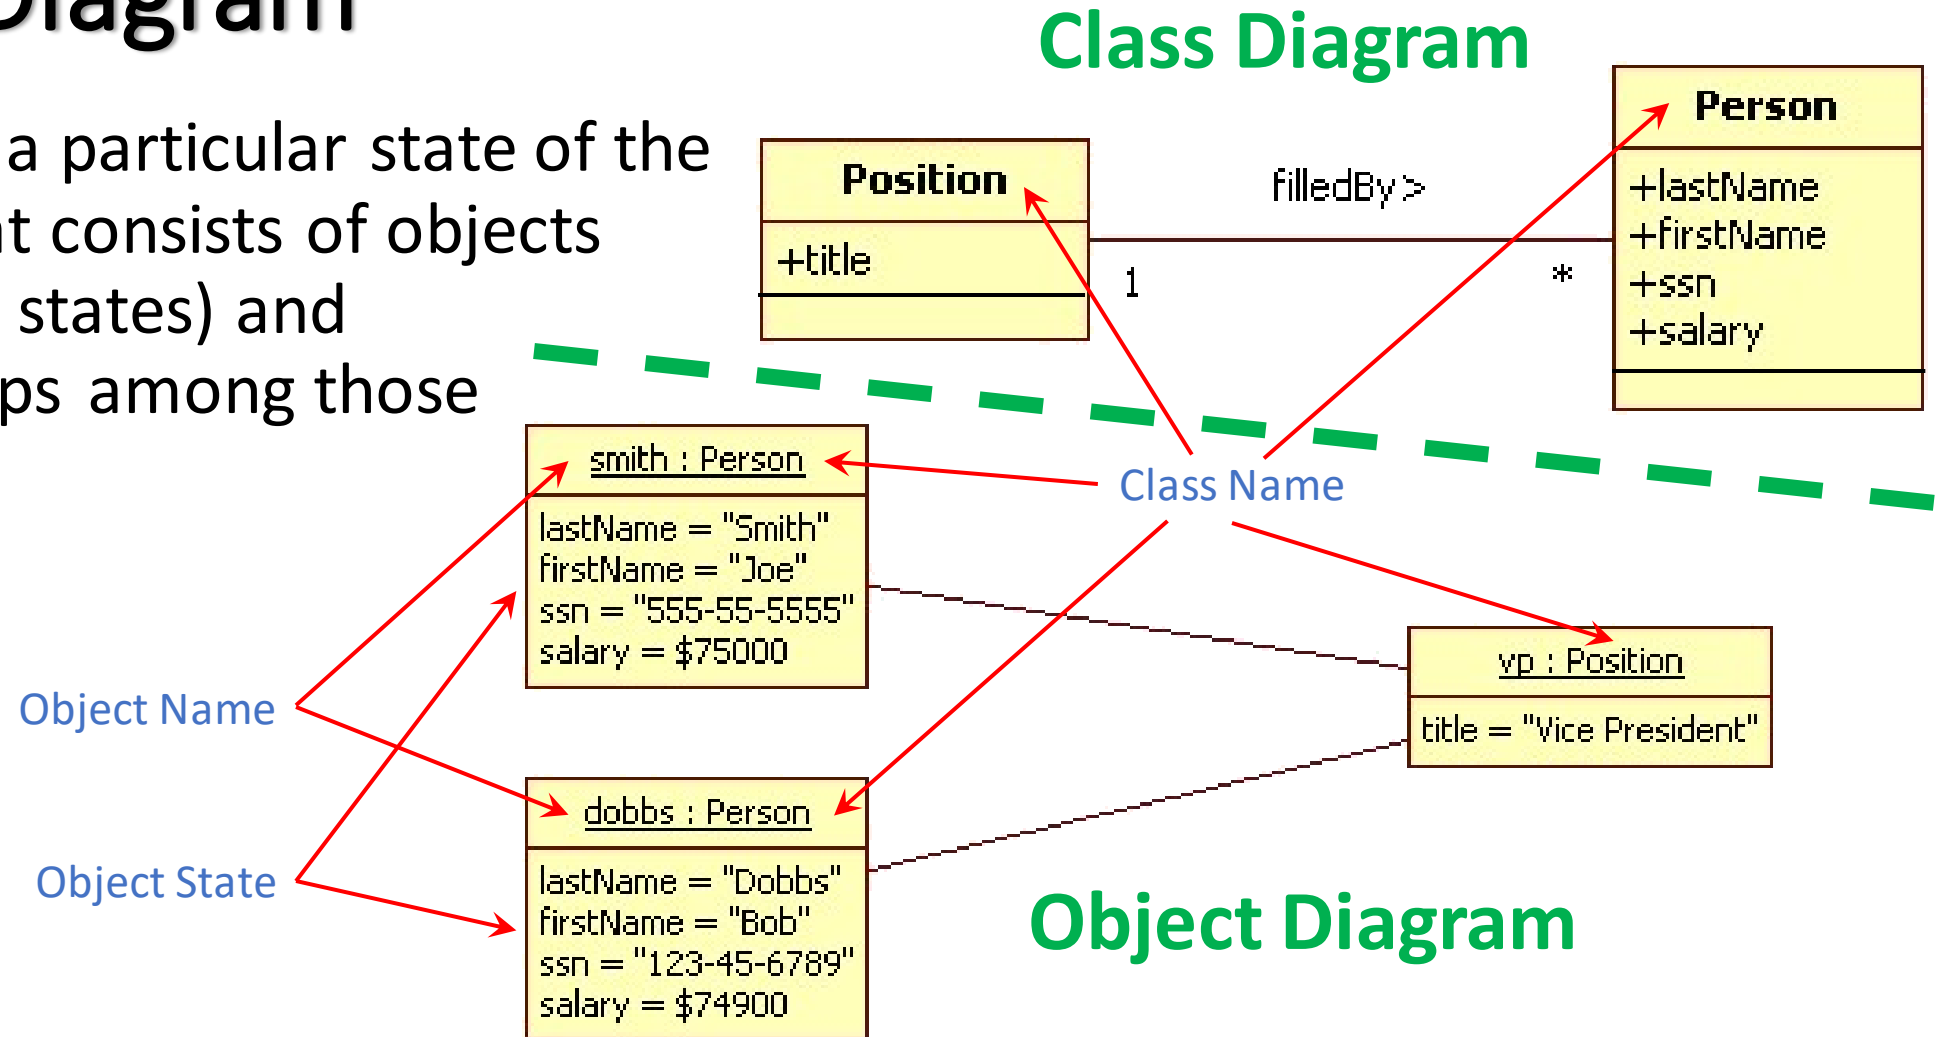 Diagram
a particular state of the
consists of objects
states) and
among those
Class Diagram
Position
+title
filledBy>
1
*
Person
+lastName
+firstName
+ssn
+salary
smith : Person
lastName = "Smith"
firstName = "Joe"
ssn = "555-55-5555"
salary = $75000
Class Name
vp : Position
title = "Vice President"
Object Name
Object State
dobbs : Person
lastName = "Dobbs"
firstName = "Bob"
ssn = "123-45-6789"
salary = $74900
Object Diagram